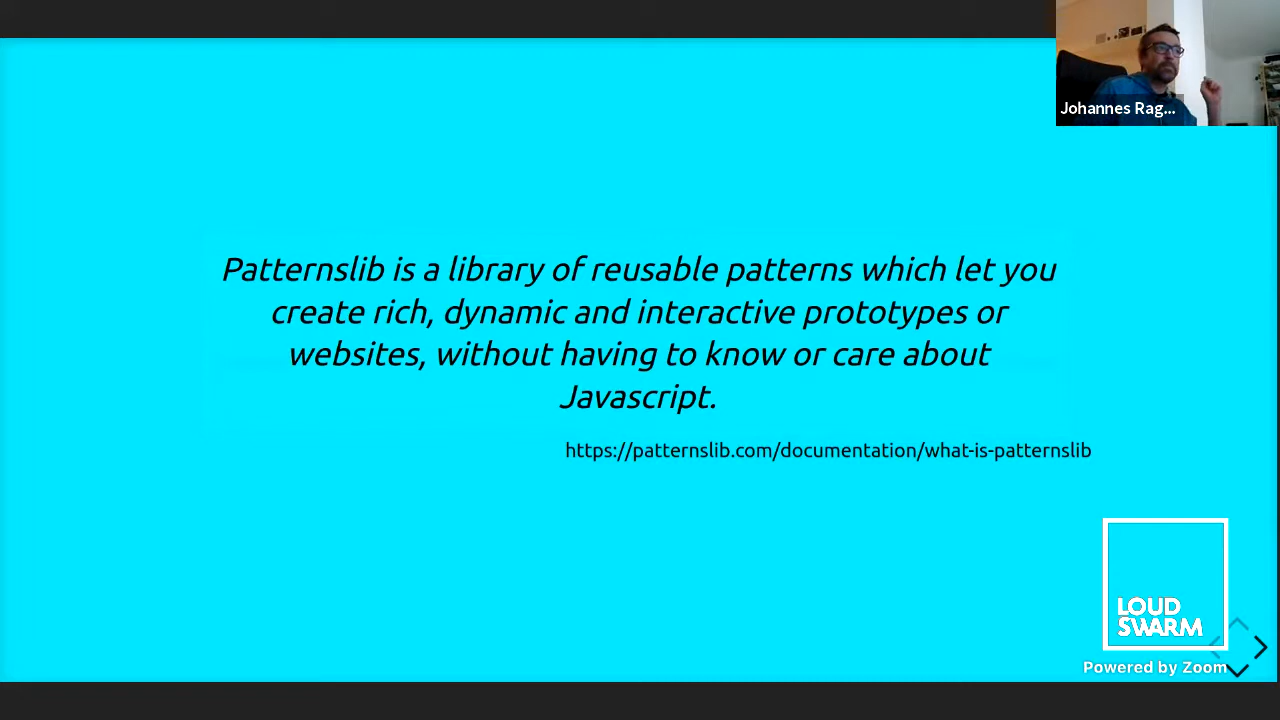 Johannes Rag...
Patternslib is a library of reusable patterns which let you
create rich, dynamic and interactive prototypes or
websites, without having to know or care about
Javascript.
https://patternslib.com/documentation/what-is-patternslib
LOUD
SWARM
Powered by Zoom